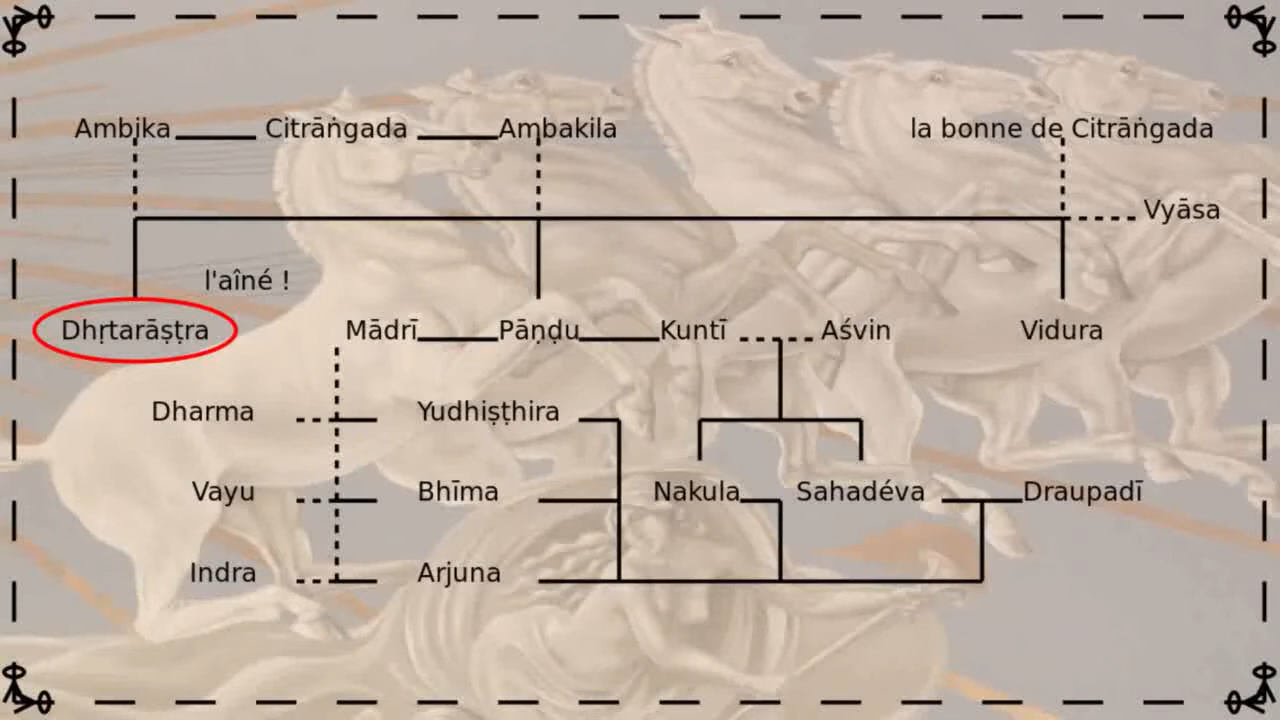 Ambika Citrāṅgada Ambakila la bonne de Citrāṅgada
Vyāsa
l'aîné !
Dhṛtarāṣṭra Mādrī Pāṇḍu Kuntī Aśvin Vidura
Dharma Yudhiṣṭhira
Vayu Bhīma Nakula Sahadéva Draupadī
Indra Arjuna